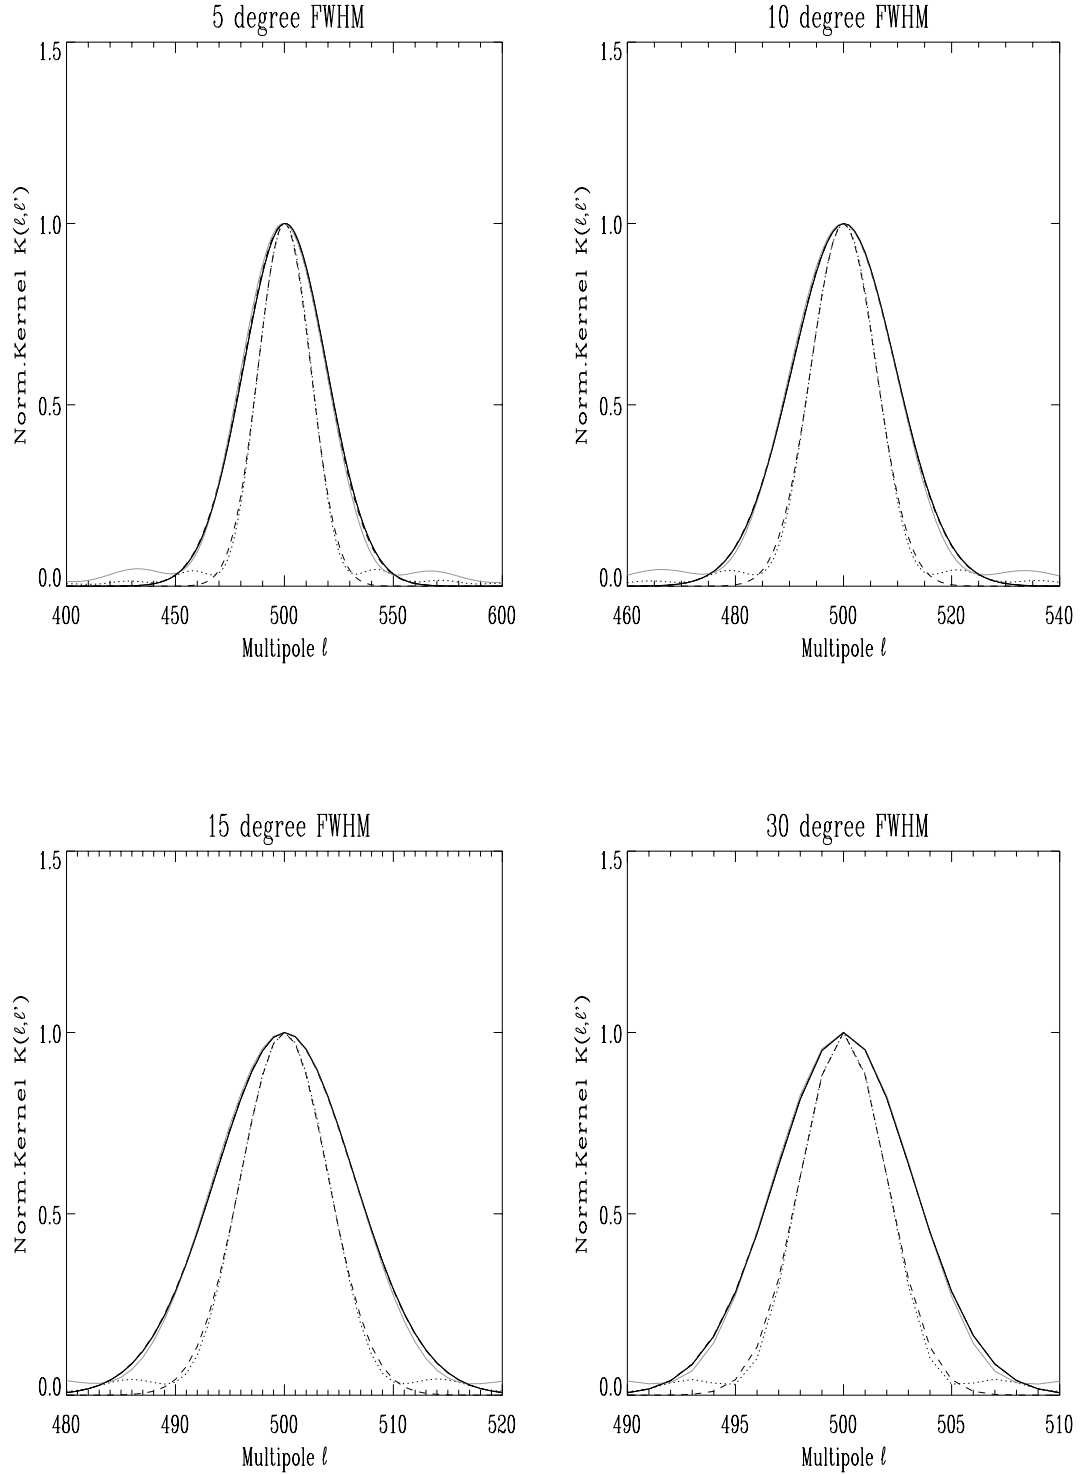 5 degree FWHM
1.5
1.0
0.5
0.0
Norm.Kernel K(ℓ,ℓ')
400 450 500 550 600
Multipole ℓ
10 degree FWHM
1.5
1.0
0.5
0.0
Norm.Kernel K(ℓ,ℓ')
460 480 500 520 540
Multipole ℓ
15 degree FWHM
1.5
1.0
0.5
0.0
Norm.Kernel K(ℓ,ℓ')
480 490 500 510 520
Multipole ℓ
30 degree FWHM
1.5
1.0
0.5
0.0
Norm.Kernel K(ℓ,ℓ')
490 495 500 505 510
Multipole ℓ